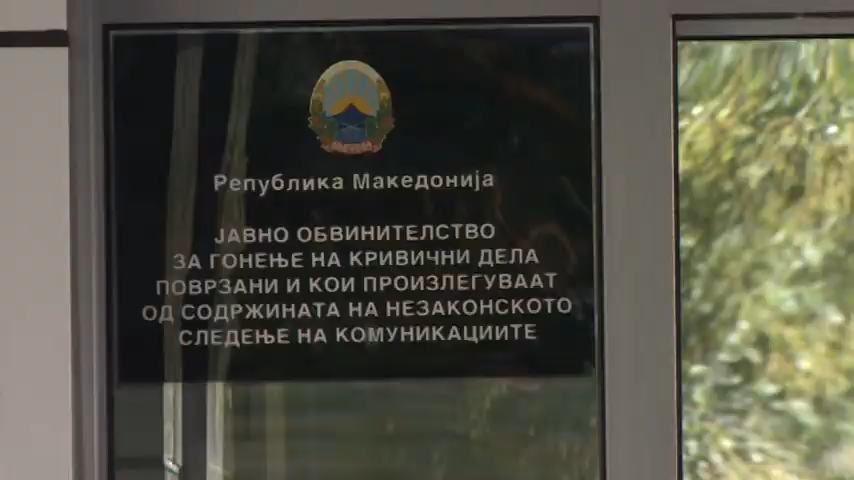 Република Македонија
ЈАВНО ОБВИНИТЕЛСТВО
ЗА ГОНЕЊЕ НА КРИВИЧНИ ДЕЛА
ПОВРЗАНИ И КОИ ПРОИЗЛЕГУВААТ
ОД СОДРЖИНАТА НА НЕЗАКОНСКОТО
СЛЕДЕЊЕ НА КОМУНИКАЦИИТЕ